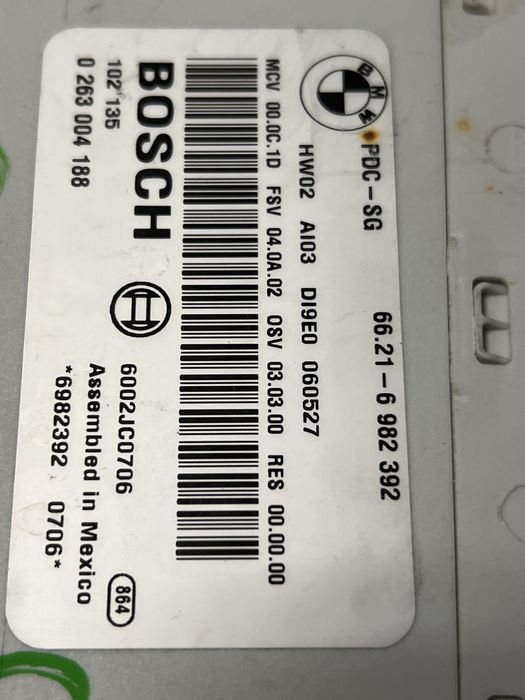 BMW
PDC-SG 66.21-6 982 392
HW02 AI03 DI9E0 060527
MCV 00.0C.1D FSV 04.0A.02 OSV 03.03.00 RES 00.00.00
BOSCH
6002JC0706
864
102*135
Assembled in Mexico
0 263 004 188
*6982392 0706*